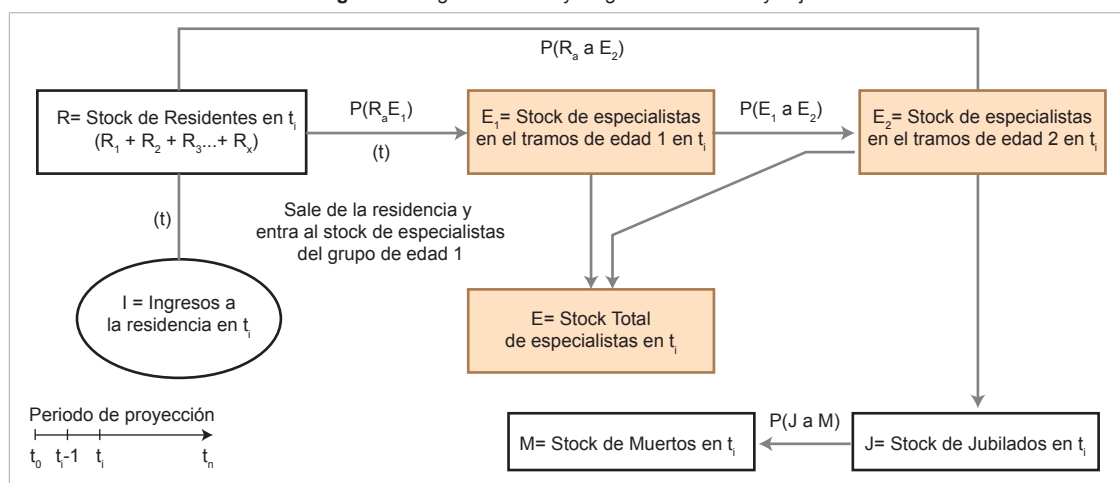 P(Rₐ a E₂)
R= Stock de Residentes en tᵢ
(R₁ + R₂ + R₃...+ Rₓ)
P(RₐE₁)
(t)
E₁= Stock de especialistas
en el tramos de edad 1 en tᵢ
P(E₁ a E₂)
E₂= Stock de especialistas
en el tramos de edad 2 en tᵢ
(t)
Sale de la residencia y
entra al stock de especialistas
del grupo de edad 1
I = Ingresos a
la residencia en tᵢ
E= Stock Total
de especialistas en tᵢ
Periodo de proyección
t₀ tᵢ-1 tᵢ tₙ
M= Stock de Muertos en tᵢ
P(J a M)
J= Stock de Jubilados en tᵢ